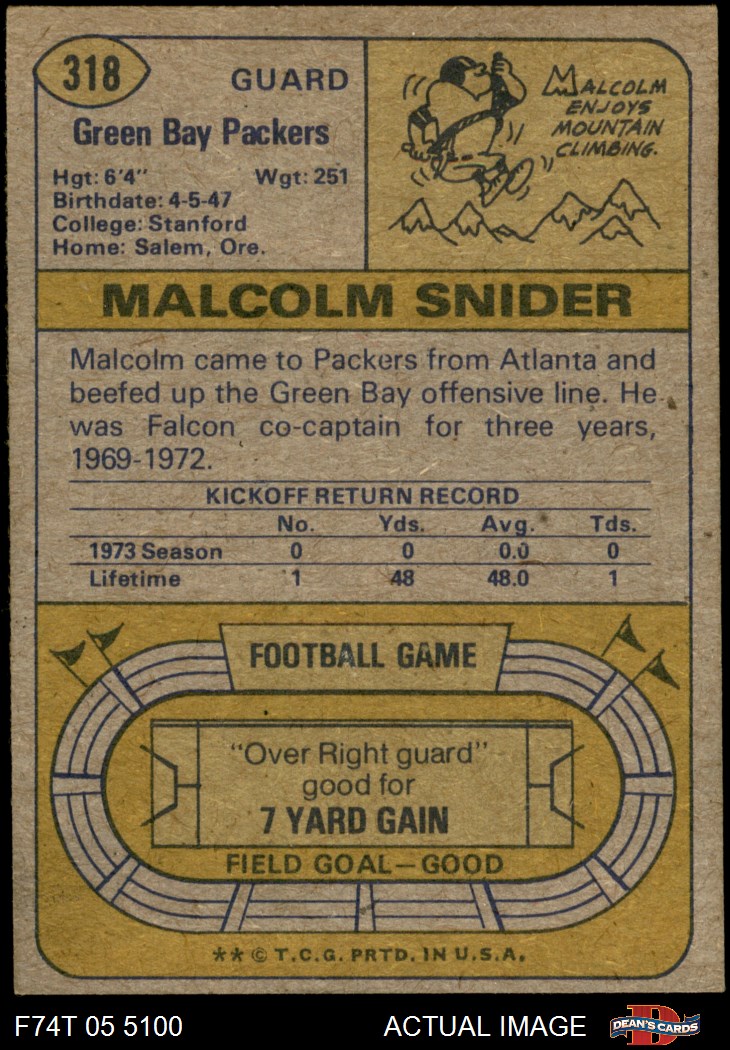 318
GUARD
Green Bay Packers
Hgt: 6'4" Wgt: 251
Birthdate: 4-5-47
College: Stanford
Home: Salem, Ore.
MALCOLM
ENJOYS
MOUNTAIN
CLIMBING.
MALCOLM SNIDER
Malcolm came to Packers from Atlanta and
beefed up the Green Bay offensive line. He
was Falcon co-captain for three years,
1969-1972.
KICKOFF RETURN RECORD
No. Yds. Avg. Tds.
1973 Season 0 0 0.0 0
Lifetime 1 48 48.0 1
FOOTBALL GAME
"Over Right guard"
good for
7 YARD GAIN
FIELD GOAL—GOOD
** © T.C.G. PRTD. IN U.S.A.
F74T 05 5100 ACTUAL IMAGE DEAN'S CARDS